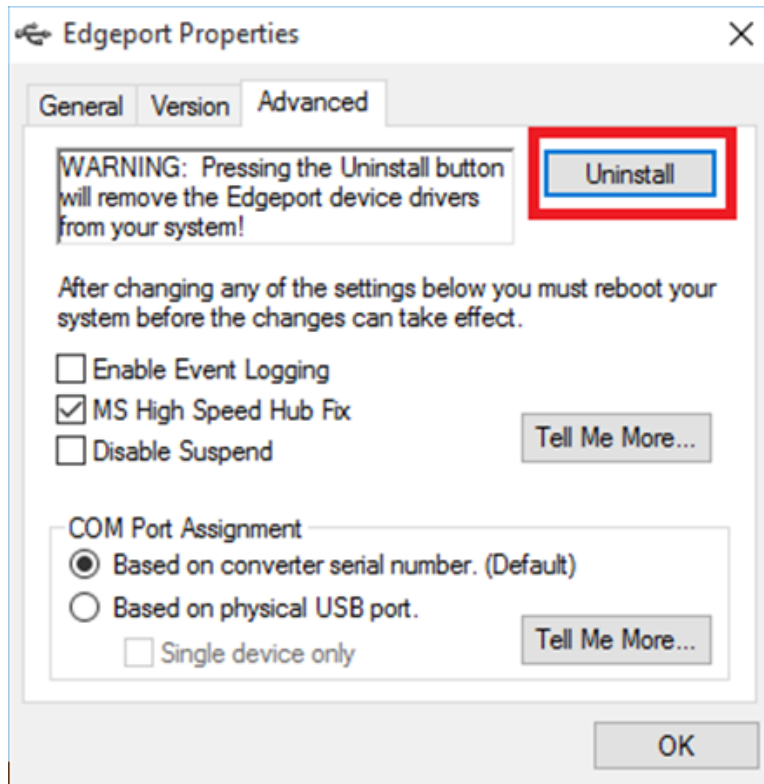 Edgeport Properties
General Version Advanced
WARNING: Pressing the Uninstall button
will remove the Edgeport device drivers
from your system!
Uninstall
After changing any of the settings below you must reboot your
system before the changes can take effect.
Enable Event Logging
MS High Speed Hub Fix
Disable Suspend
Tell Me More...
COM Port Assignment
Based on converter serial number. (Default)
Based on physical USB port.
Single device only
Tell Me More...
OK